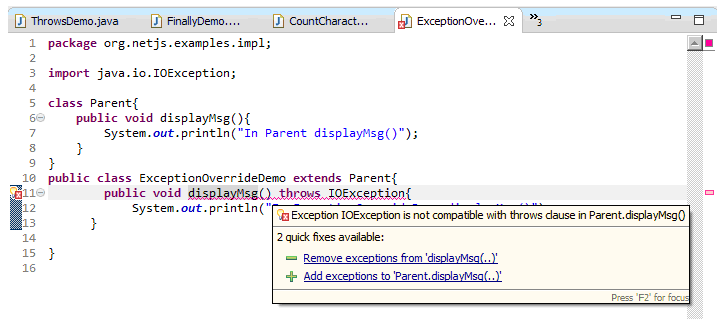 ThrowsDemo.java FinallyDemo.... CountCharact... ExceptionOve... »3
1 package org.netjs.examples.impl;
2
3 import java.io.IOException;
4
5 class Parent{
6 public void displayMsg(){
7 System.out.println("In Parent displayMsg()");
8 }
9 }
10 public class ExceptionOverrideDemo extends Parent{
11 public void displayMsg() throws IOException{
12 System.out.println("
Exception IOException is not compatible with throws clause in Parent.displayMsg()
13 }
2 quick fixes available:
14
Remove exceptions from 'displayMsg(..)'
15 }
16
Add exceptions to 'Parent.displayMsg(..)'
Press 'F2' for focus